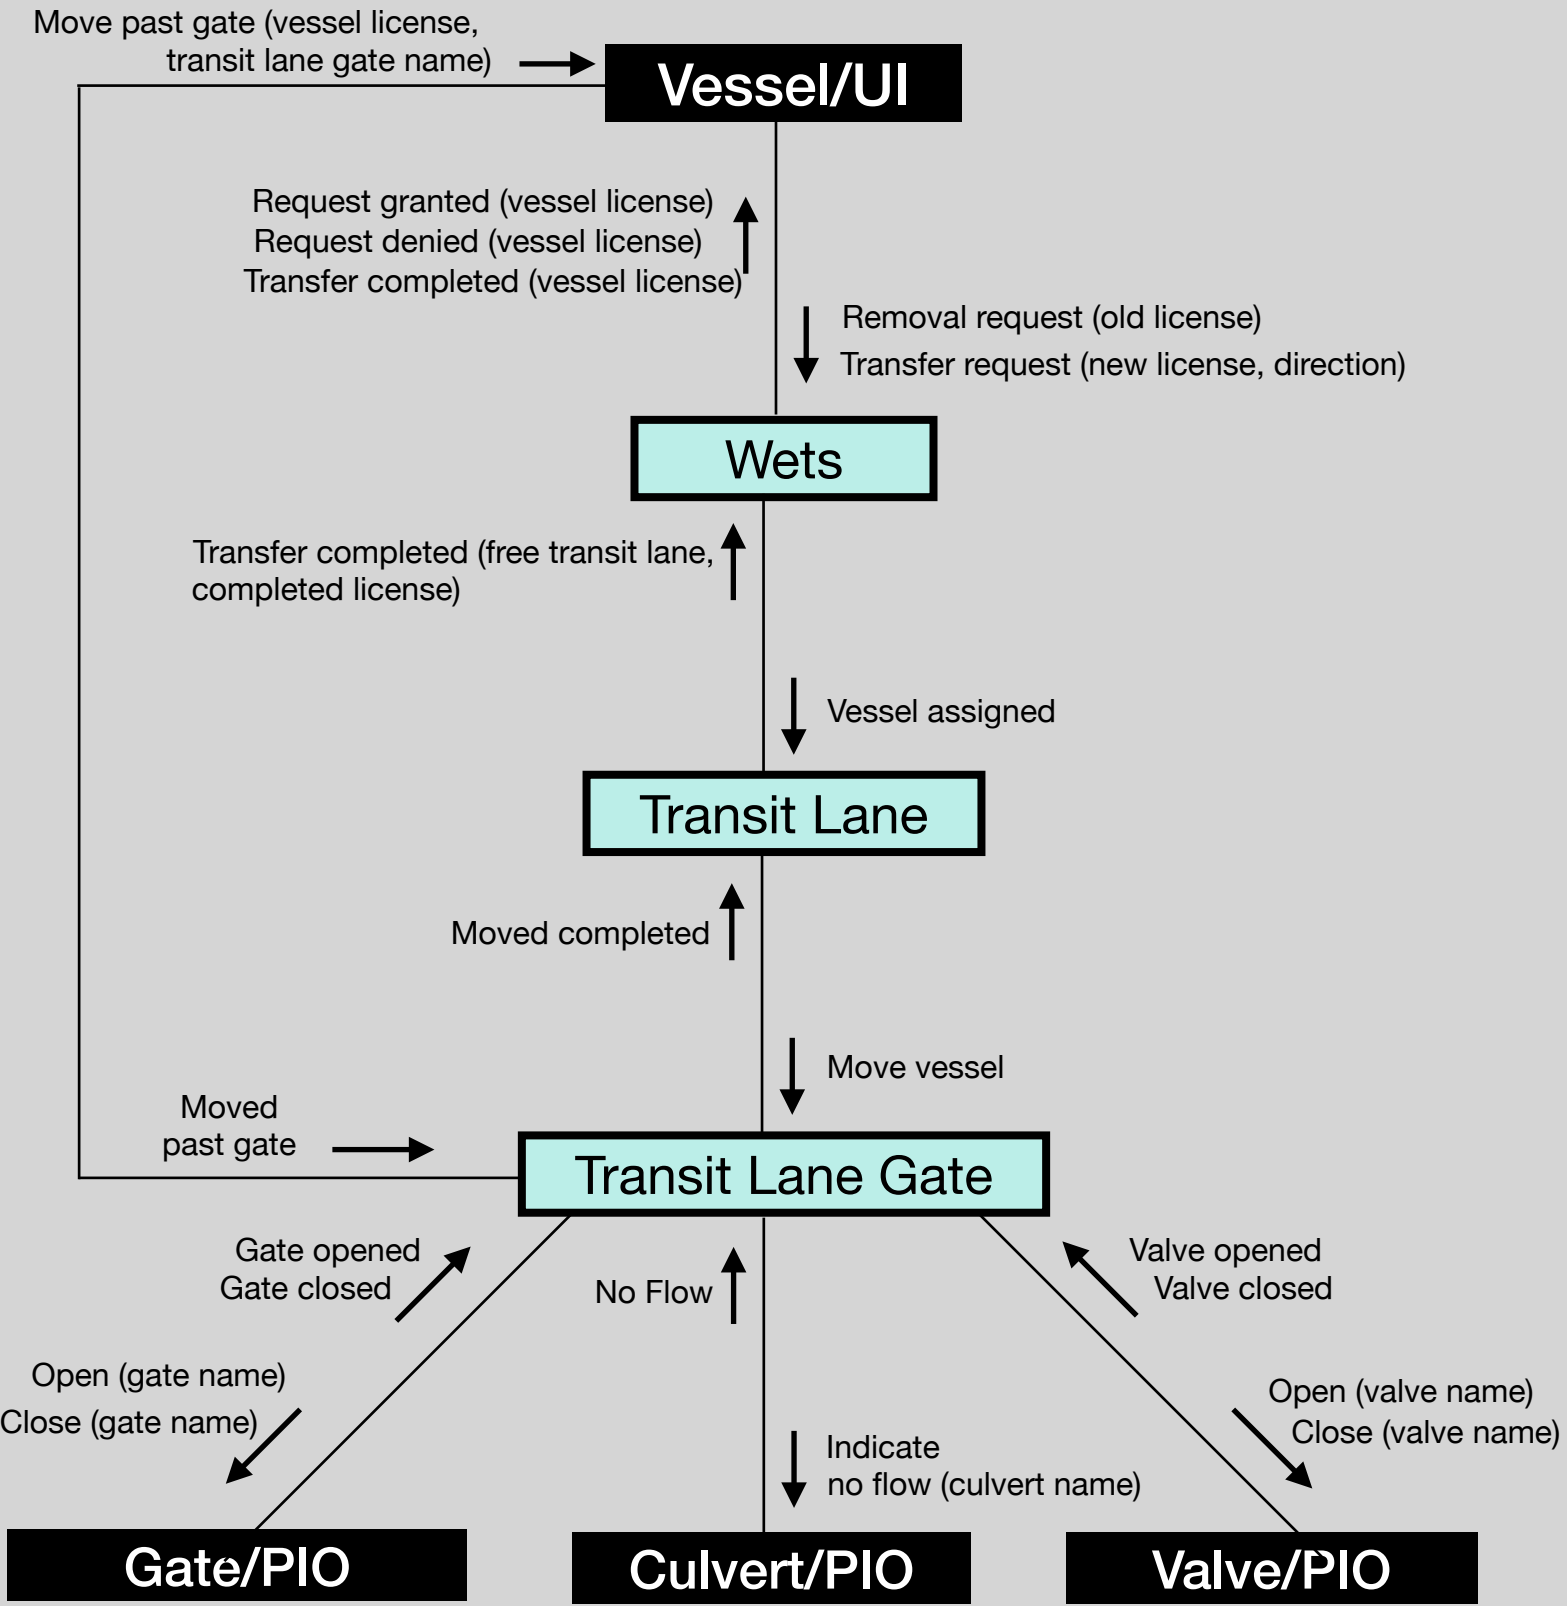 Move past gate (vessel license,
transit lane gate name)
Vessel/UI
Request granted (vessel license)
Request denied (vessel license)
Transfer completed (vessel license)
Removal request (old license)
Transfer request (new license, direction)
Wets
Transfer completed (free transit lane,
completed license)
Vessel assigned
Transit Lane
Moved completed
Move vessel
Moved
past gate
Transit Lane Gate
Gate opened
Gate closed
No Flow
Valve opened
Valve closed
Open (gate name)
Close (gate name)
Indicate
no flow (culvert name)
Open (valve name)
Close (valve name)
Gate/PIO
Culvert/PIO
Valve/PIO